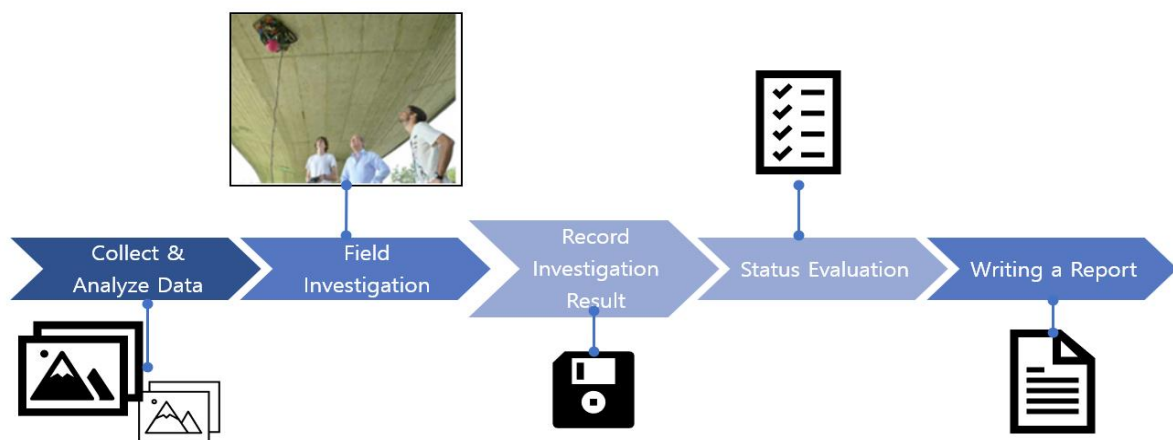 Collect &
Analyze Data
Field
Investigation
Record
Investigation
Result
Status Evaluation
Writing a Report